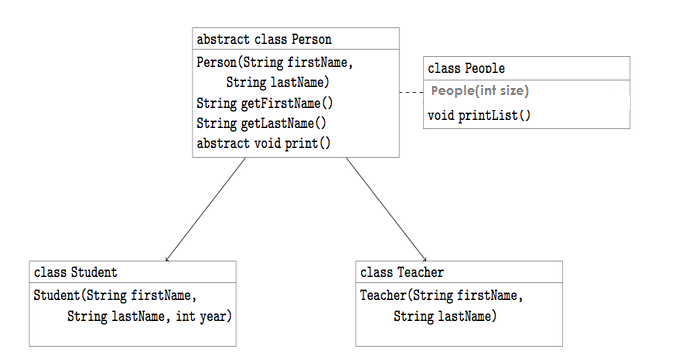 abstract class Person
Person(String firstName,
String lastName)
String getFirstName()
String getLastName()
abstract void print()
class People
People(int size)
void printList()
class Student
Student(String firstName,
String lastName, int year)
class Teacher
Teacher(String firstName,
String lastName)